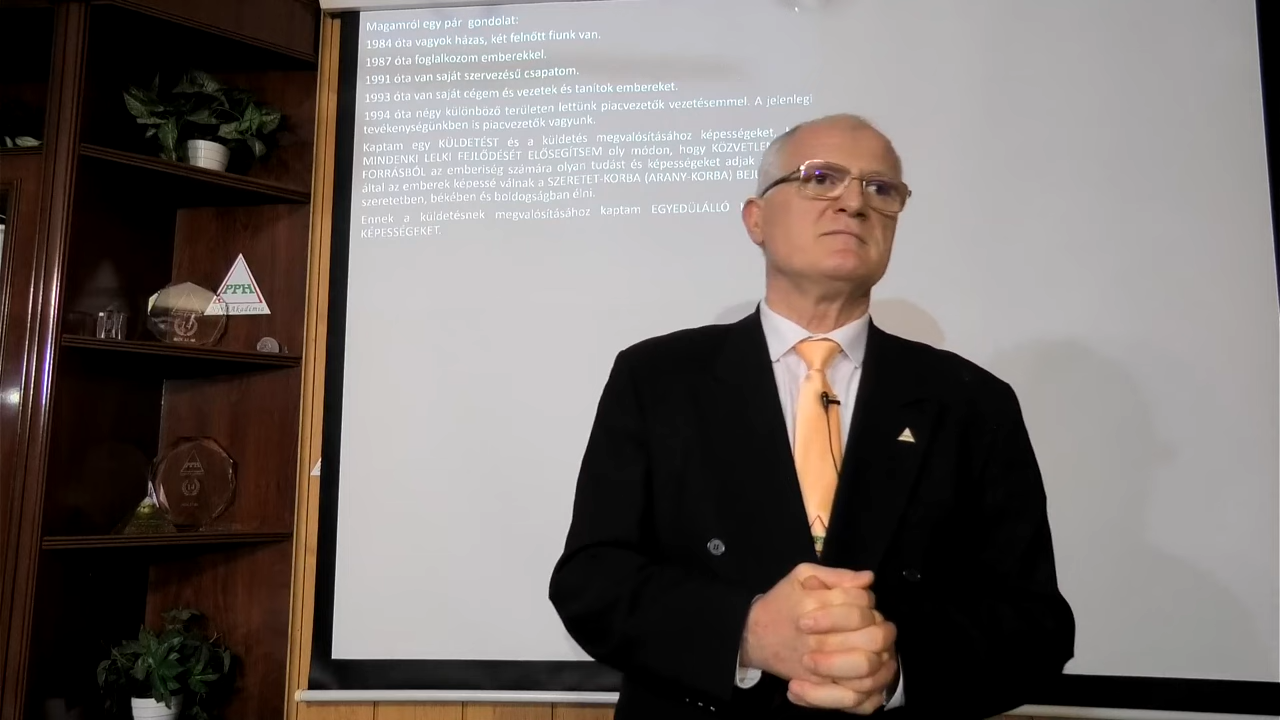 Magamról egy pár gondolat:
1984 óta vagyok házas, két felnőtt fiunk van.
1987 óta foglalkozom emberekkel.
1991 óta van saját szervezésű csapatom.
1993 óta van saját cégem és vezetek és tanítok embereket.
1994 óta négy különböző területen lettünk piacvezetők vezetésemmel. A jelenlegi
tevékenységünkben is piacvezetők vagyunk.
Kaptam egy KÜLDETÉST és a küldetés megvalósításához képességeket,
MINDENKI LELKI FEJLŐDÉSÉT ELŐSEGÍTSEM oly módon, hogy
FORRÁSBÓL az emberiség számára olyan tudást és képességeket adjak
által az emberek képessé válnak a SZERETET-KORBA (ARANY-KORBA)
szeretetben, békében és boldogságban élni.
Ennek a küldetésnek megvalósításához kaptam EGYEDÜLÁLLÓ
KÉPESSÉGEKET.
PPH
Akadémia
PPH